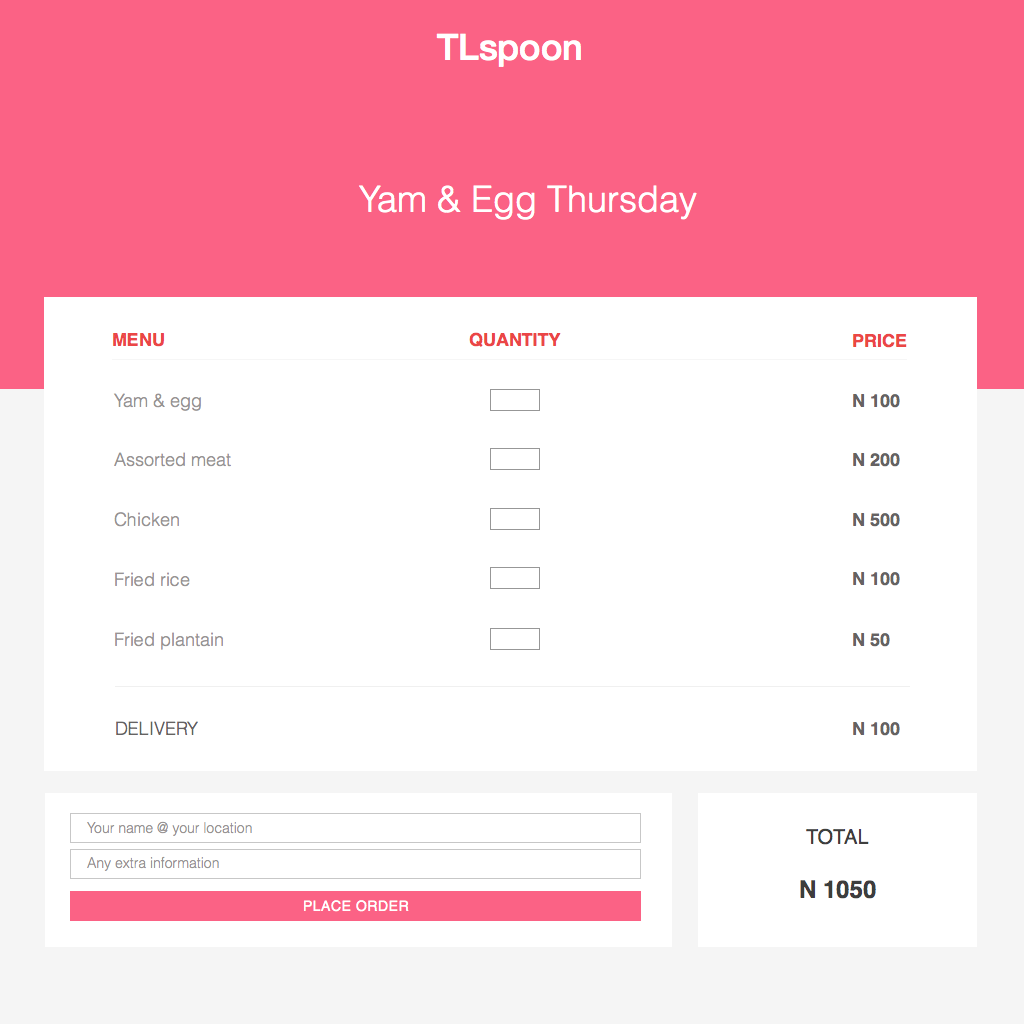 TLspoon
Yam & Egg Thursday
MENU QUANTITY PRICE
Yam & egg N 100
Assorted meat N 200
Chicken N 500
Fried rice N 100
Fried plantain N 50
DELIVERY N 100
Your name @ your location
Any extra information
PLACE ORDER
TOTAL
N 1050